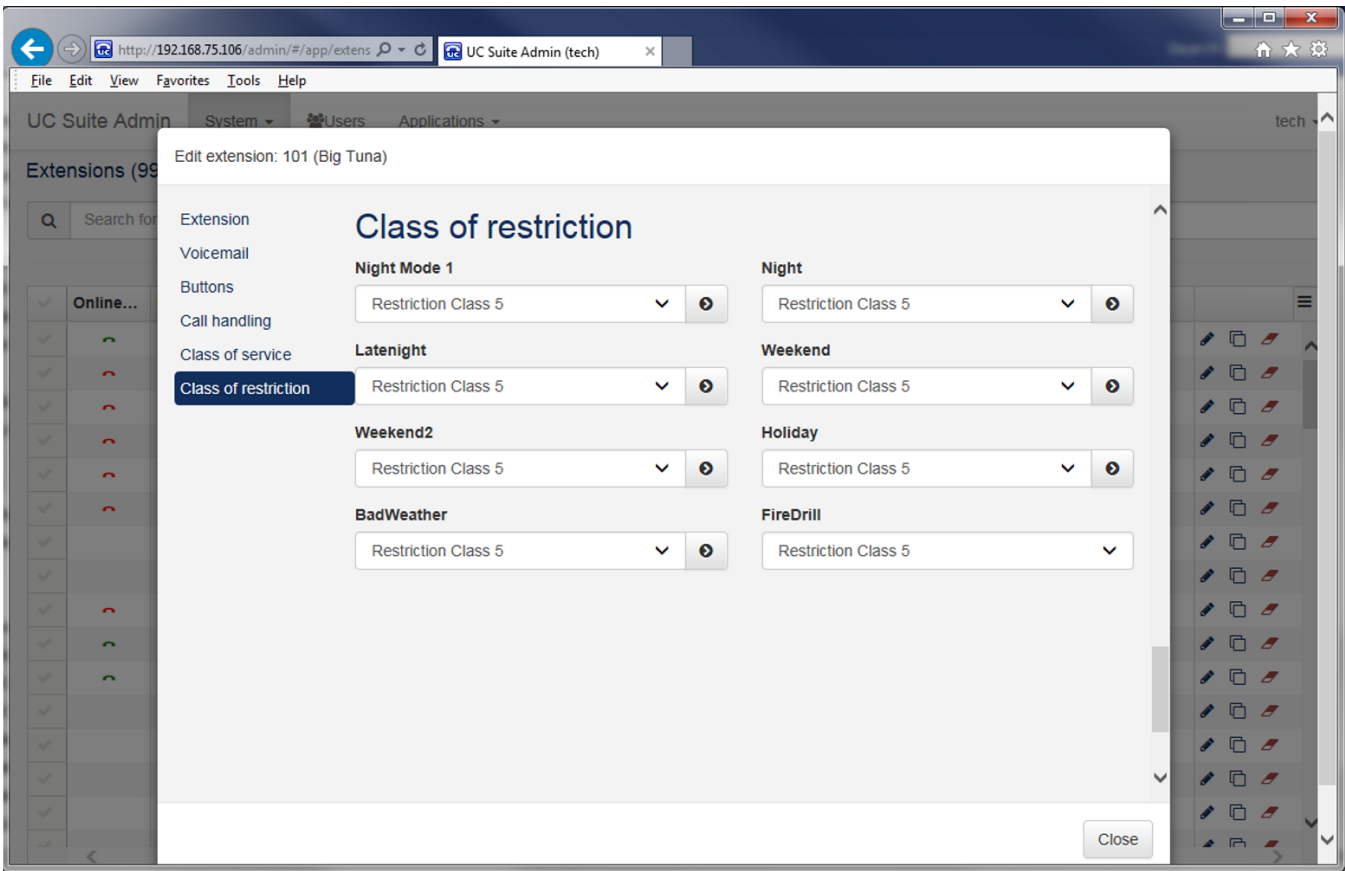 http://192.168.75.106/admin/#/app/extens
UC Suite Admin (tech)
File Edit View Favorites Tools Help
UC Suite Admin System Users Applications tech
Edit extension: 101 (Big Tuna)
Extensions (99
Search for
Online...
Extension
Voicemail
Buttons
Call handling
Class of service
Class of restriction
Class of restriction
Night Mode 1 Night
Restriction Class 5 Restriction Class 5
Latenight Weekend
Restriction Class 5 Restriction Class 5
Weekend2 Holiday
Restriction Class 5 Restriction Class 5
BadWeather FireDrill
Restriction Class 5 Restriction Class 5
Close